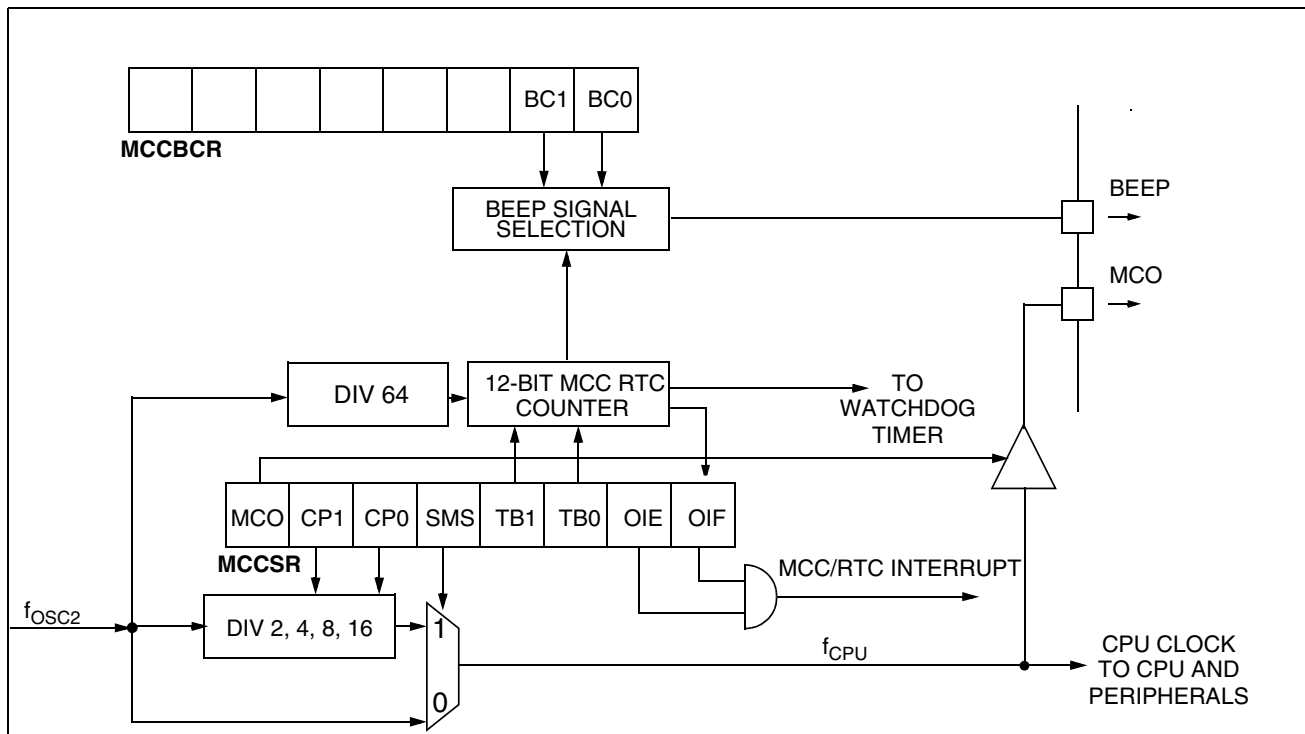 BC1 BC0
MCCBCR
BEEP SIGNAL
SELECTION
BEEP
MCO
DIV 64
12-BIT MCC RTC
COUNTER
TO
WATCHDOG
TIMER
MCO CP1 CP0 SMS TB1 TB0 OIE OIF
MCCSR
MCC/RTC INTERRUPT
fOSC2
DIV 2, 4, 8, 16
1
0
fCPU
CPU CLOCK
TO CPU AND
PERIPHERALS